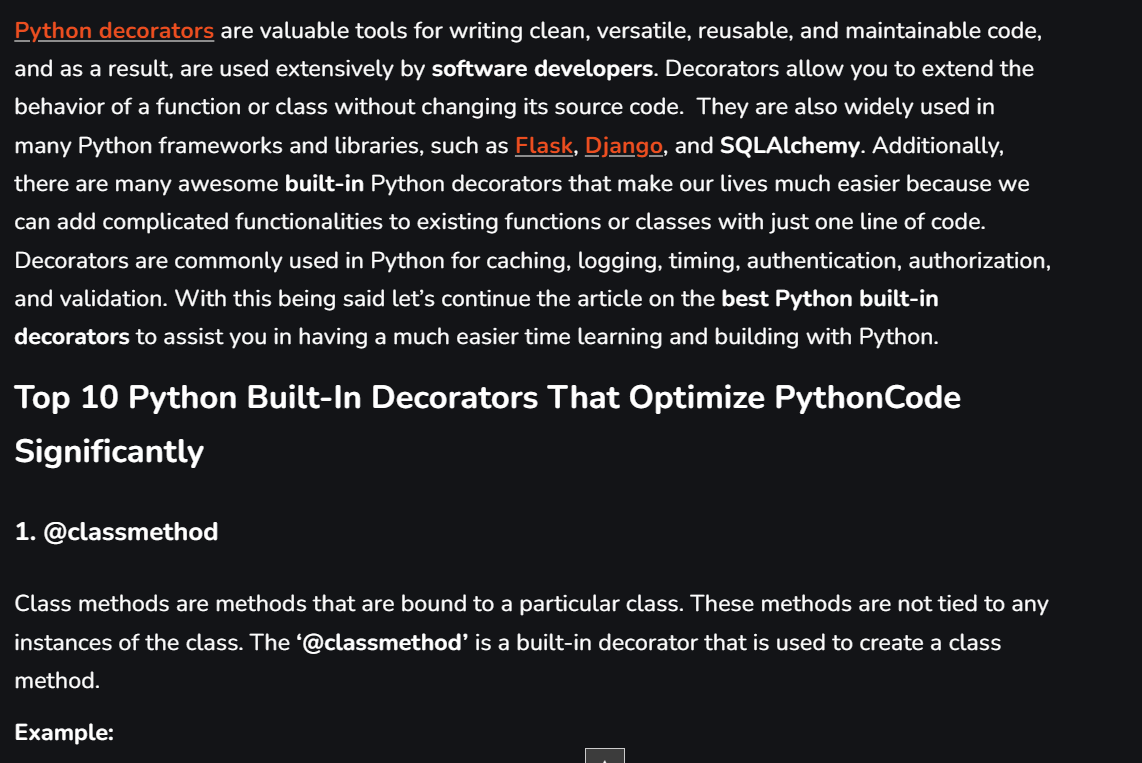 Python decorators are valuable tools for writing clean, versatile, reusable, and maintainable code,
and as a result, are used extensively by software developers. Decorators allow you to extend the
behavior of a function or class without changing its source code.  They are also widely used in
many Python frameworks and libraries, such as Flask, Django, and SQLAlchemy. Additionally,
there are many awesome built-in Python decorators that make our lives much easier because we
can add complicated functionalities to existing functions or classes with just one line of code.
Decorators are commonly used in Python for caching, logging, timing, authentication, authorization,
and validation. With this being said let’s continue the article on the best Python built-in
decorators to assist you in having a much easier time learning and building with Python.
Top 10 Python Built-In Decorators That Optimize PythonCode
Significantly
1. @classmethod
Class methods are methods that are bound to a particular class. These methods are not tied to any
instances of the class. The ‘@classmethod’ is a built-in decorator that is used to create a class
method.
Example: